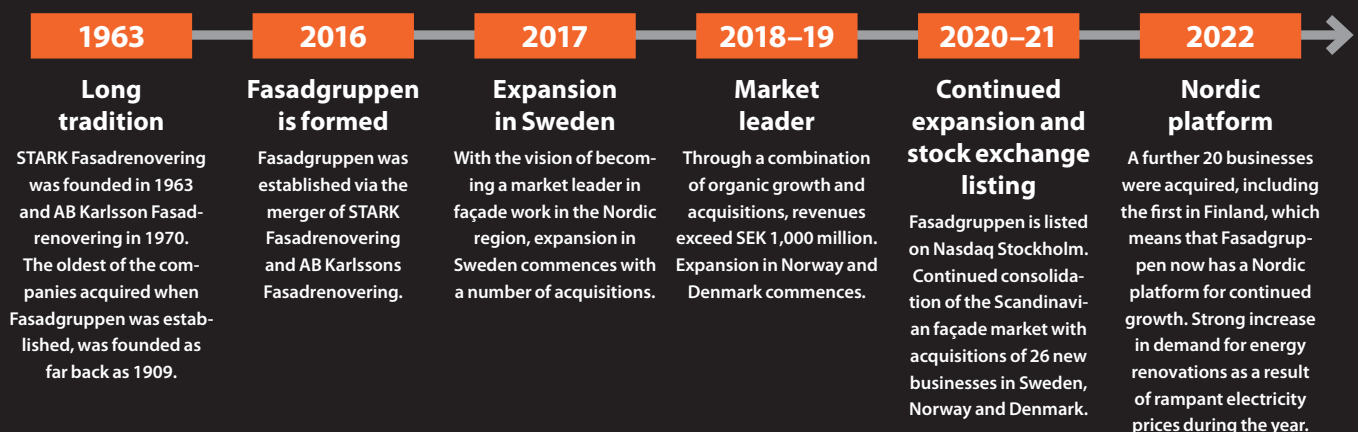 1963
Long
tradition
STARK Fasadrenovering
was founded in 1963
and AB Karlsson Fasad-
renovering in 1970.
The oldest of the com-
panies acquired when
Fasadgruppen was estab-
lished, was founded as
far back as 1909.
2016
Fasadgruppen
is formed
Fasadgruppen was
established via the
merger of STARK
Fasadrenovering
and AB Karlssons
Fasadrenovering.
2017
Expansion
in Sweden
With the vision of becom-
ing a market leader in
façade work in the Nordic
region, expansion in
Sweden commences with
a number of acquisitions.
2018–19
Market
leader
Through a combination
of organic growth and
acquisitions, revenues
exceed SEK 1,000 million.
Expansion in Norway and
Denmark commences.
2020–21
Continued
expansion and
stock exchange
listing
Fasadgruppen is listed
on Nasdaq Stockholm.
Continued consolida-
tion of the Scandinavi-
an façade market with
acquisitions of 26 new
businesses in Sweden,
Norway and Denmark.
2022
Nordic
platform
A further 20 businesses
were acquired, including
the first in Finland, which
means that Fasadgrup-
pen now has a Nordic
platform for continued
growth. Strong increase
in demand for energy
renovations as a result
of rampant electricity
prices during the year.